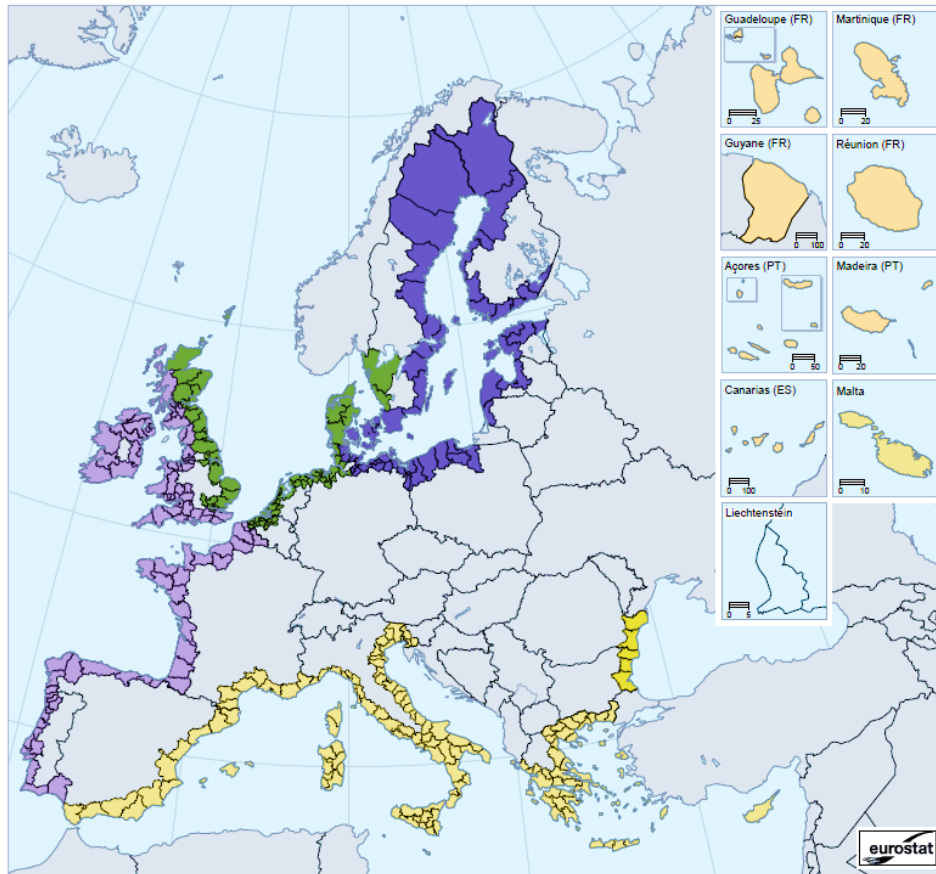 Guadeloupe (FR)
0 25
Martinique (FR)
0 20
Guyane (FR)
0 100
Réunion (FR)
0 20
Açores (PT)
0 50
Madeira (PT)
0 20
Canarias (ES)
0 100
Malta
0 10
Liechtenstein
0 5
eurostat